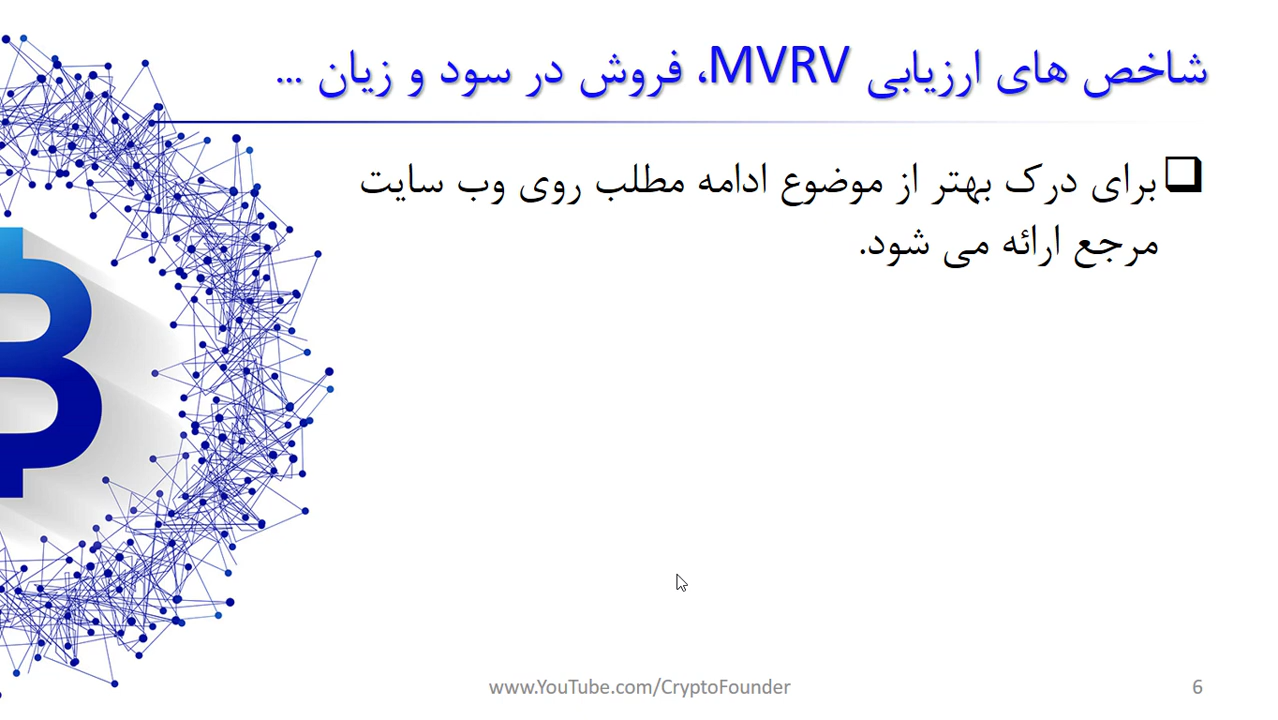 شاخص های ارزیابی MVRV، فروش در سود و زیان ...
برای درک بهتر از موضوع ادامه مطلب روی وب سایت
مرجع ارائه می شود.
www.YouTube.com/CryptoFounder
6